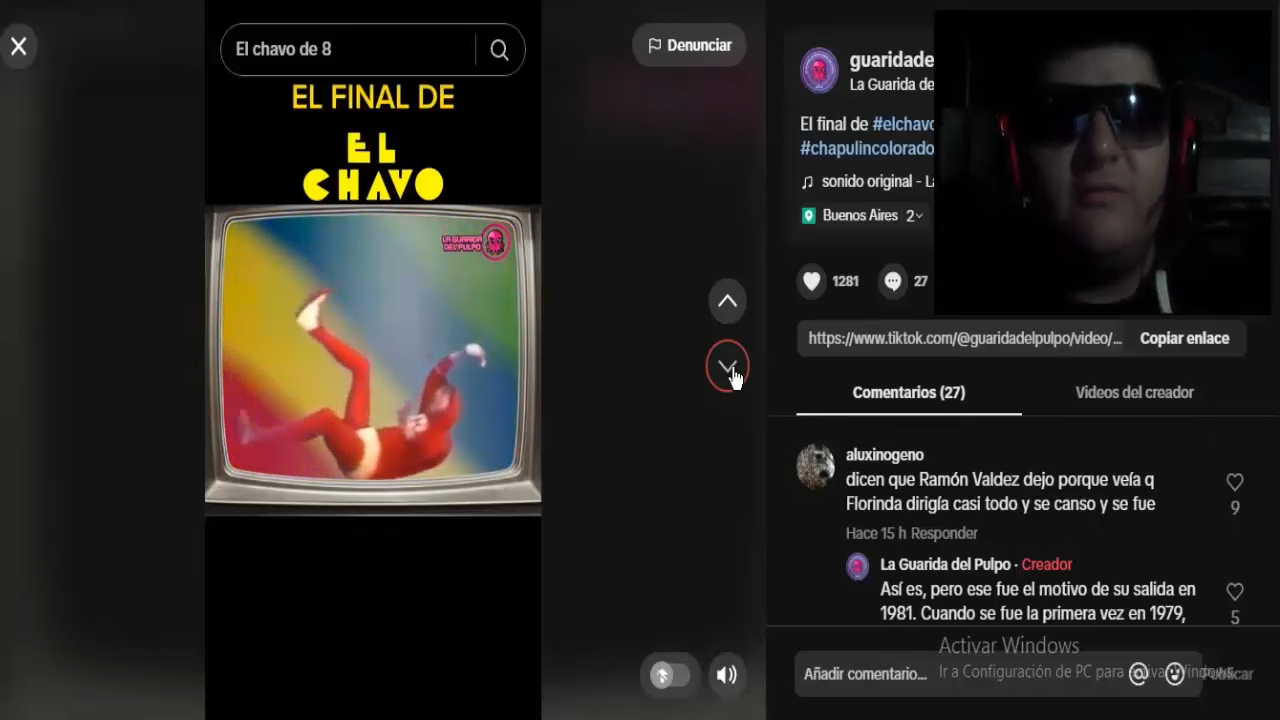 El chavo de 8
Denunciar
EL FINAL DE
EL
CHAVO
LA GUARIDA
DEL PULPO
guaridade
La Guarida de
El final de #elchavo
#chapulincolorado
sonido original - La
Buenos Aires 2
1281
27
https://www.tiktok.com/@guaridadelpulpo/video/...
Copiar enlace
Comentarios (27)
Videos del creador
aluxinogeno
dicen que Ramón Valdez dejo porque veía q
Florinda dirigía casi todo y se canso y se fue
9
Hace 15 h Responder
La Guarida del Pulpo · Creador
Así es, pero ese fue el motivo de su salida en
1981. Cuando se fue la primera vez en 1979,
5
Activar Windows
Ir a Configuración de PC para activar Windows.
Añadir comentario...
Publicar